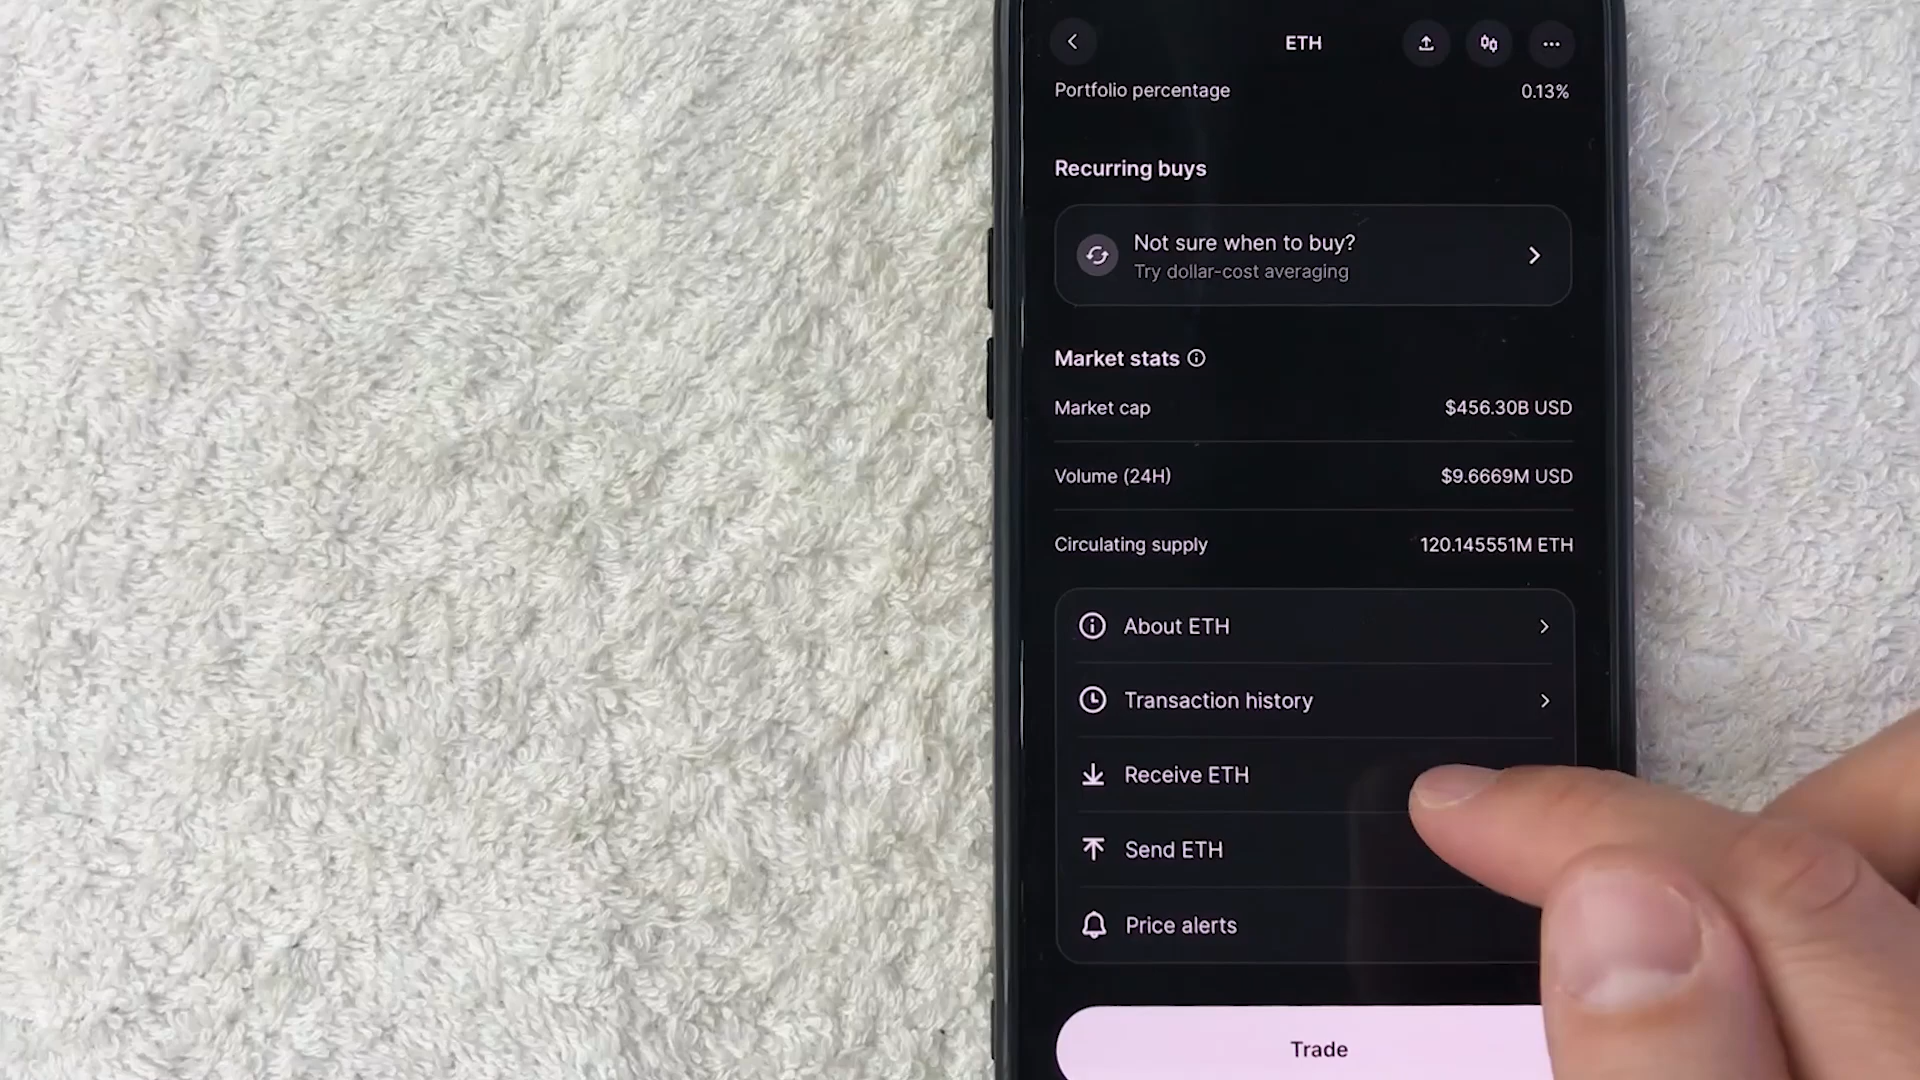 ETH
Portfolio percentage 0.13%
Recurring buys
Not sure when to buy?
Try dollar-cost averaging
Market stats
Market cap $456.30B USD
Volume (24H) $9.6669M USD
Circulating supply 120.145551M ETH
About ETH
Transaction history
Receive ETH
Send ETH
Price alerts
Trade